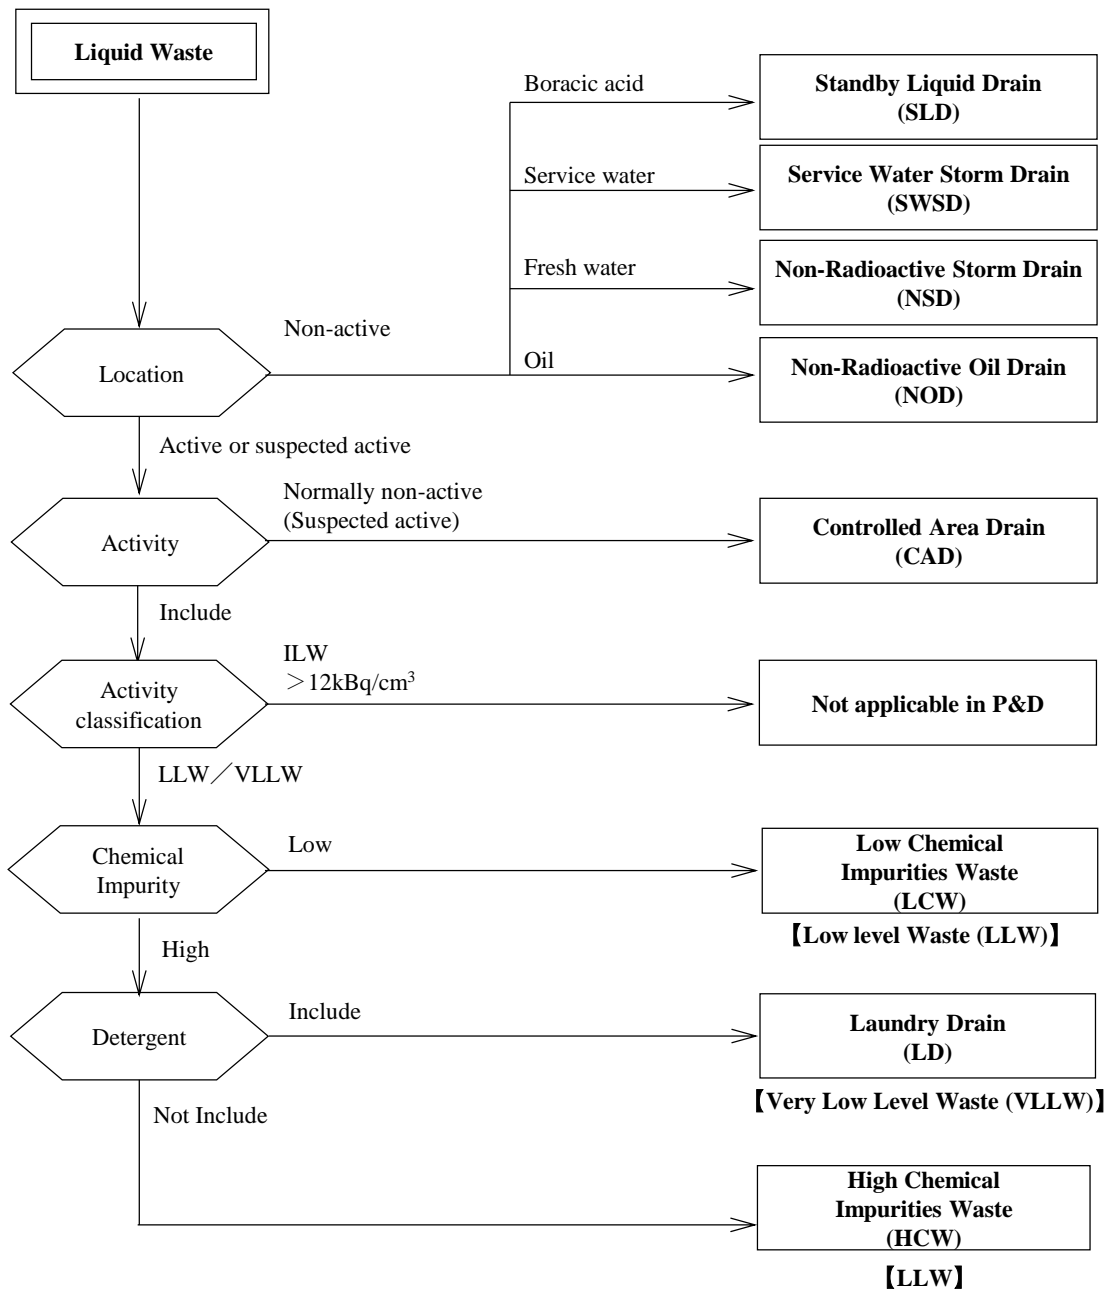 Liquid Waste
Boracic acid
Standby Liquid Drain
(SLD)
Service water
Service Water Storm Drain
(SWSD)
Fresh water
Non-Radioactive Storm Drain
(NSD)
Non-active
Location
Oil
Non-Radioactive Oil Drain
(NOD)
Active or suspected active
Normally non-active
(Suspected active)
Activity
Controlled Area Drain
(CAD)
Include
ILW
＞12kBq/cm³
Activity
classification
Not applicable in P&D
LLW／VLLW
Chemical
Impurity
Low
Low Chemical
Impurities Waste
(LCW)
【Low level Waste (LLW)】
High
Detergent
Include
Laundry Drain
(LD)
【Very Low Level Waste (VLLW)】
Not Include
High Chemical
Impurities Waste
(HCW)
【LLW】